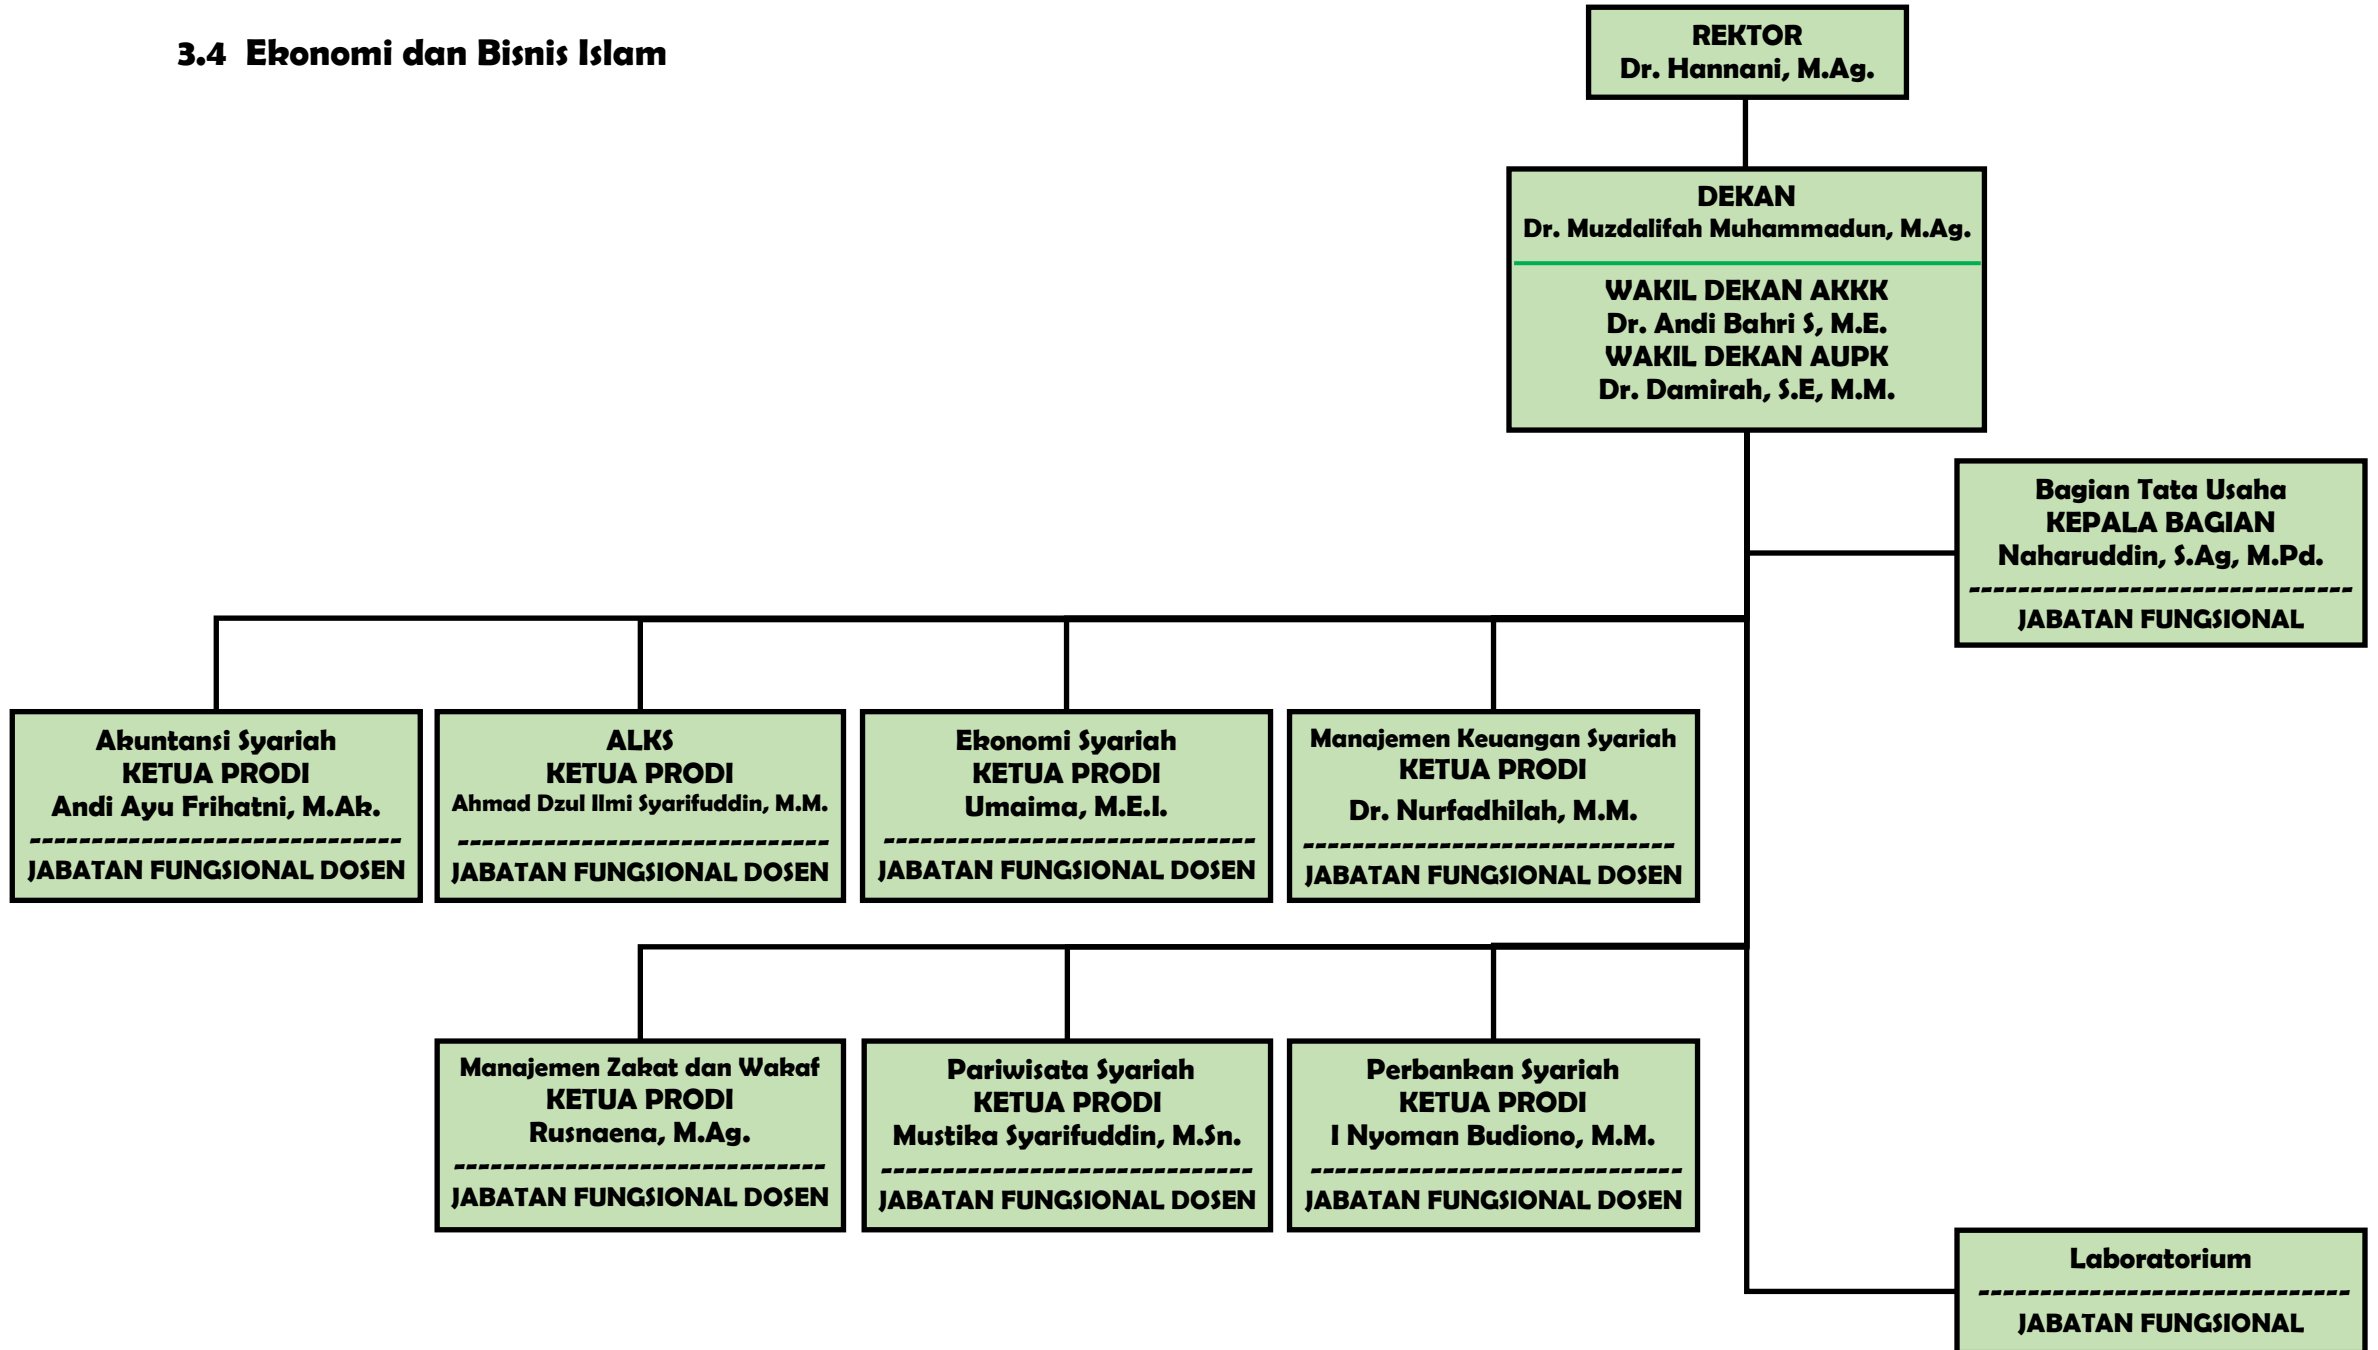 3.4 Ekonomi dan Bisnis Islam
REKTOR
Dr. Hannani, M.Ag.
DEKAN
Dr. Muzdalifah Muhammadun, M.Ag.
WAKIL DEKAN AKKK
Dr. Andi Bahri S, M.E.
WAKIL DEKAN AUPK
Dr. Damirah, S.E, M.M.
Bagian Tata Usaha
KEPALA BAGIAN
Naharuddin, S.Ag, M.Pd.
-------------------------------
JABATAN FUNGSIONAL
Akuntansi Syariah
KETUA PRODI
Andi Ayu Frihatni, M.Ak.
------------------------------
JABATAN FUNGSIONAL DOSEN
ALKS
KETUA PRODI
Ahmad Dzul Ilmi Syarifuddin, M.M.
------------------------------
JABATAN FUNGSIONAL DOSEN
Ekonomi Syariah
KETUA PRODI
Umaima, M.E.I.
------------------------------
JABATAN FUNGSIONAL DOSEN
Manajemen Keuangan Syariah
KETUA PRODI
Dr. Nurfadhilah, M.M.
------------------------------
JABATAN FUNGSIONAL DOSEN
Manajemen Zakat dan Wakaf
KETUA PRODI
Rusnaena, M.Ag.
------------------------------
JABATAN FUNGSIONAL DOSEN
Pariwisata Syariah
KETUA PRODI
Mustika Syarifuddin, M.Sn.
------------------------------
JABATAN FUNGSIONAL DOSEN
Perbankan Syariah
KETUA PRODI
I Nyoman Budiono, M.M.
------------------------------
JABATAN FUNGSIONAL DOSEN
Laboratorium
------------------------------
JABATAN FUNGSIONAL